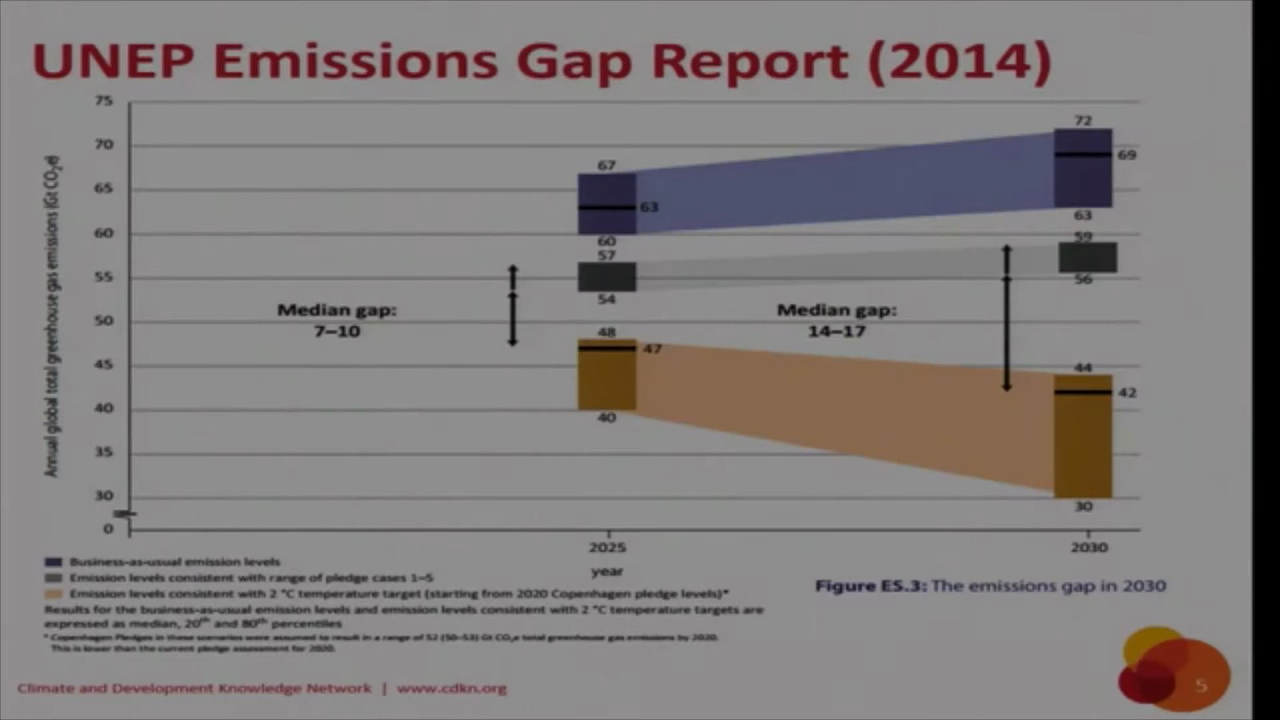 UNEP Emissions Gap Report (2014)
Annual global total greenhouse gas emissions (Gt CO₂e)
75
70
65
60
55
50
45
40
35
30
0
67
63
60
57
54
48
47
40
72
69
63
59
56
44
42
30
Median gap:
7–10
Median gap:
14–17
2025
2030
year
Business-as-usual emission levels
Emission levels consistent with range of pledge cases 1–5
Emission levels consistent with 2 °C temperature target (starting from 2020 Copenhagen pledge levels)*
Results for the business-as-usual emission levels and emission levels consistent with 2 °C temperature targets are
expressed as median, 20th and 80th percentiles
* Copenhagen Pledges in these scenarios were assumed to result in a range of 52 (50–53) Gt CO₂e total greenhouse gas emissions by 2020.
This is lower than the current pledge assessment for 2020.
Figure ES.3: The emissions gap in 2030
Climate and Development Knowledge Network | www.cdkn.org
5